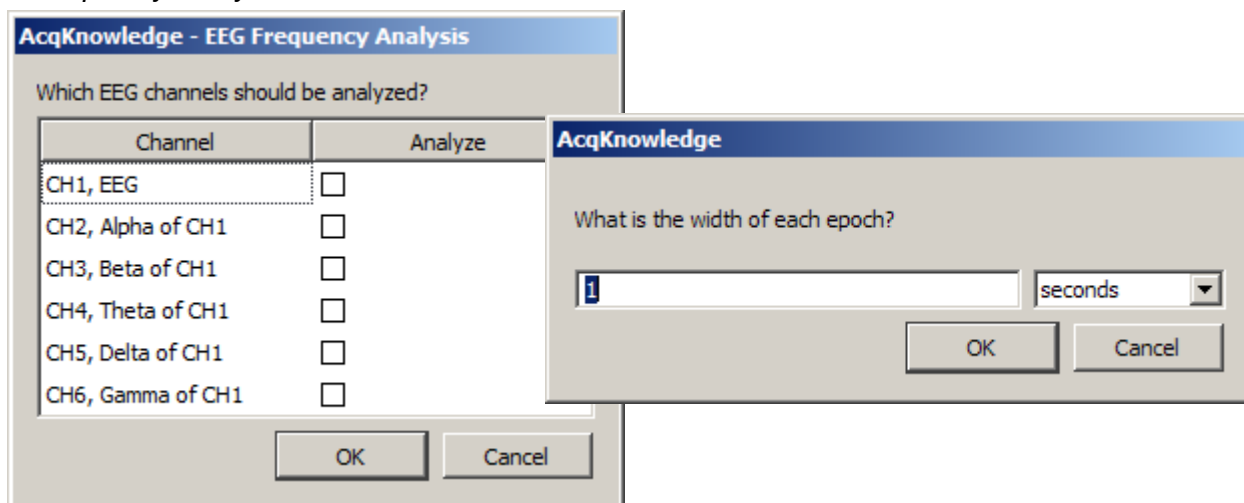 AcqKnowledge - EEG Frequency Analysis
Which EEG channels should be analyzed?
Channel Analyze
CH1, EEG
CH2, Alpha of CH1
CH3, Beta of CH1
CH4, Theta of CH1
CH5, Delta of CH1
CH6, Gamma of CH1
OK Cancel
AcqKnowledge
What is the width of each epoch?
1 seconds
OK Cancel